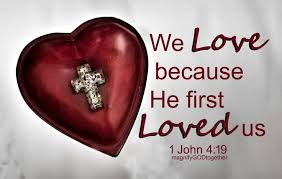 We Love
because
He first
Loved us
1 John 4:19
magnifyGODtogether